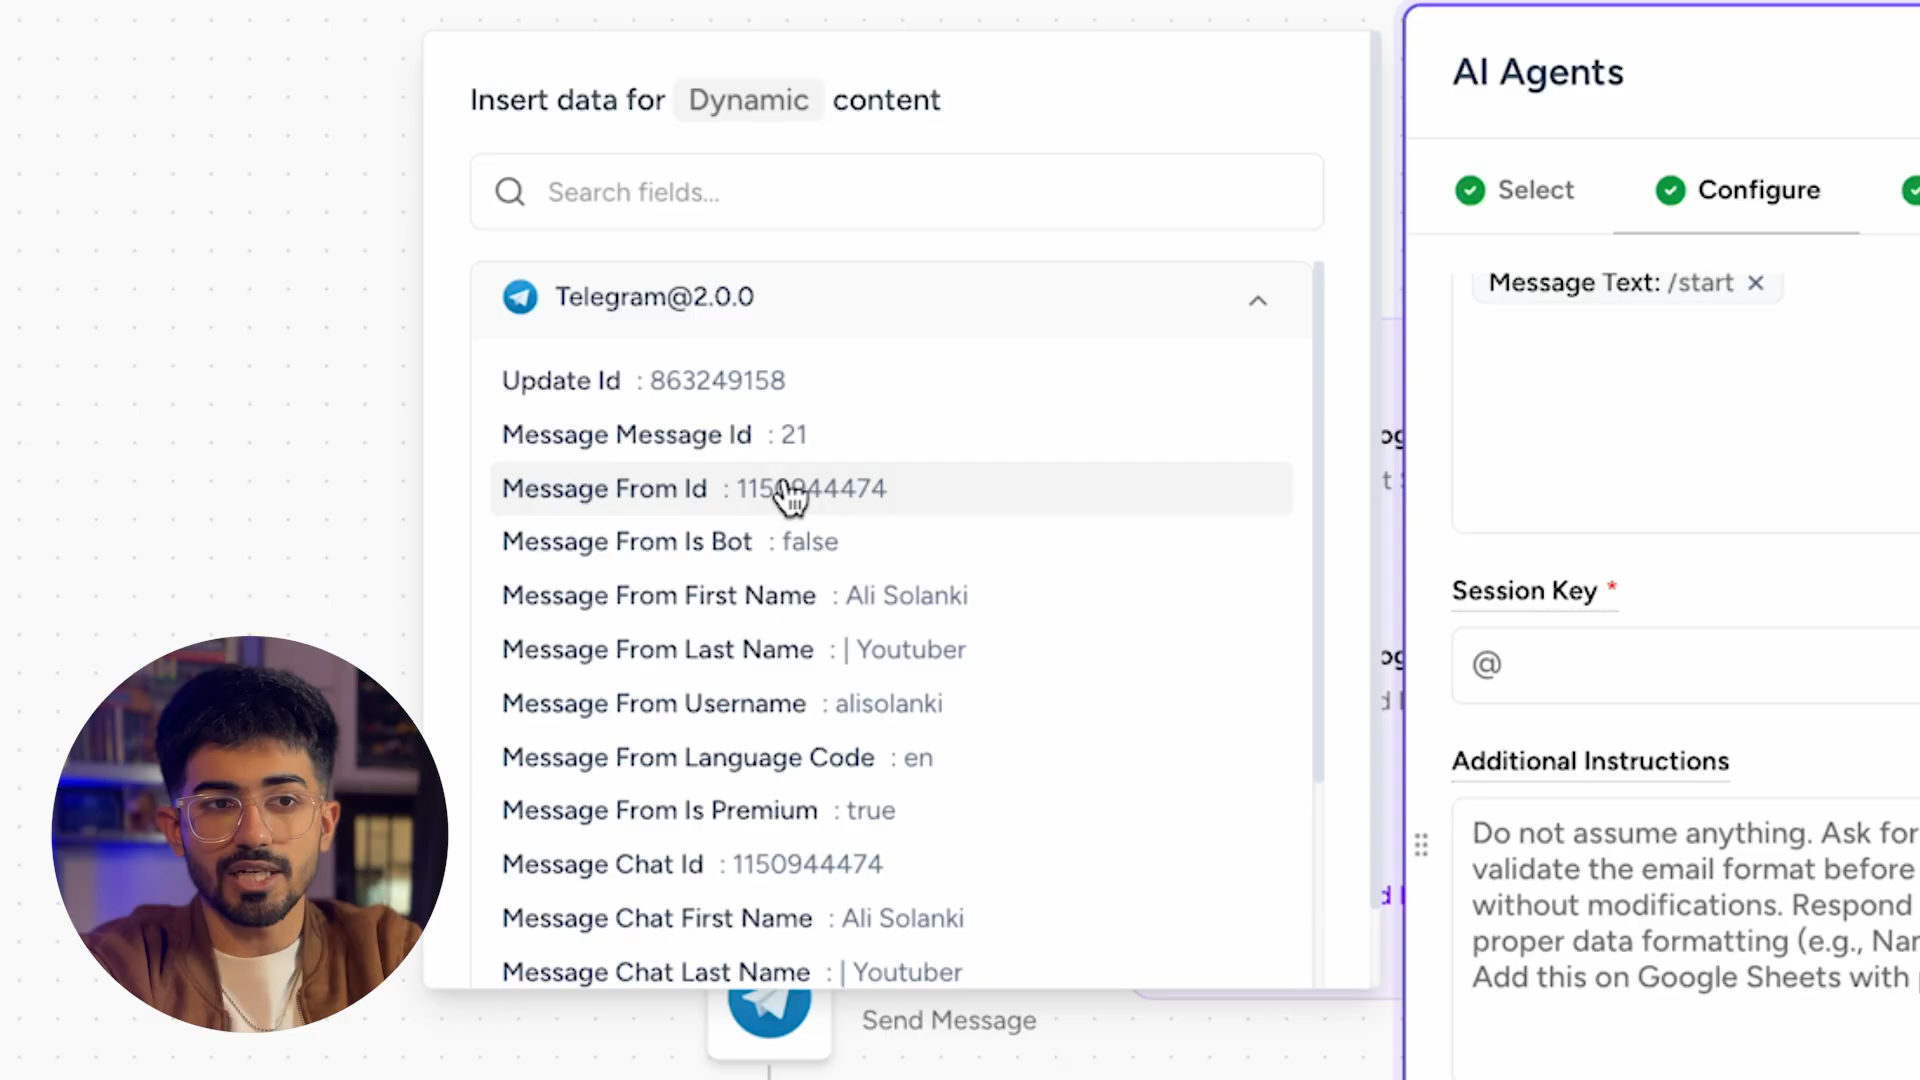 Insert data for Dynamic content
Search fields...
Telegram@2.0.0
Update Id : 863249158
Message Message Id : 21
Message From Id : 1150944474
Message From Is Bot : false
Message From First Name : Ali Solanki
Message From Last Name : | Youtuber
Message From Username : alisolanki
Message From Language Code : en
Message From Is Premium : true
Message Chat Id : 1150944474
Message Chat First Name : Ali Solanki
Message Chat Last Name : | Youtuber
Send Message
AI Agents
Select
Configure
Message Text: /start
Session Key *
@
Additional Instructions
Do not assume anything. Ask for
validate the email format before
without modifications. Respond
proper data formatting (e.g., Nar
Add this on Google Sheets with